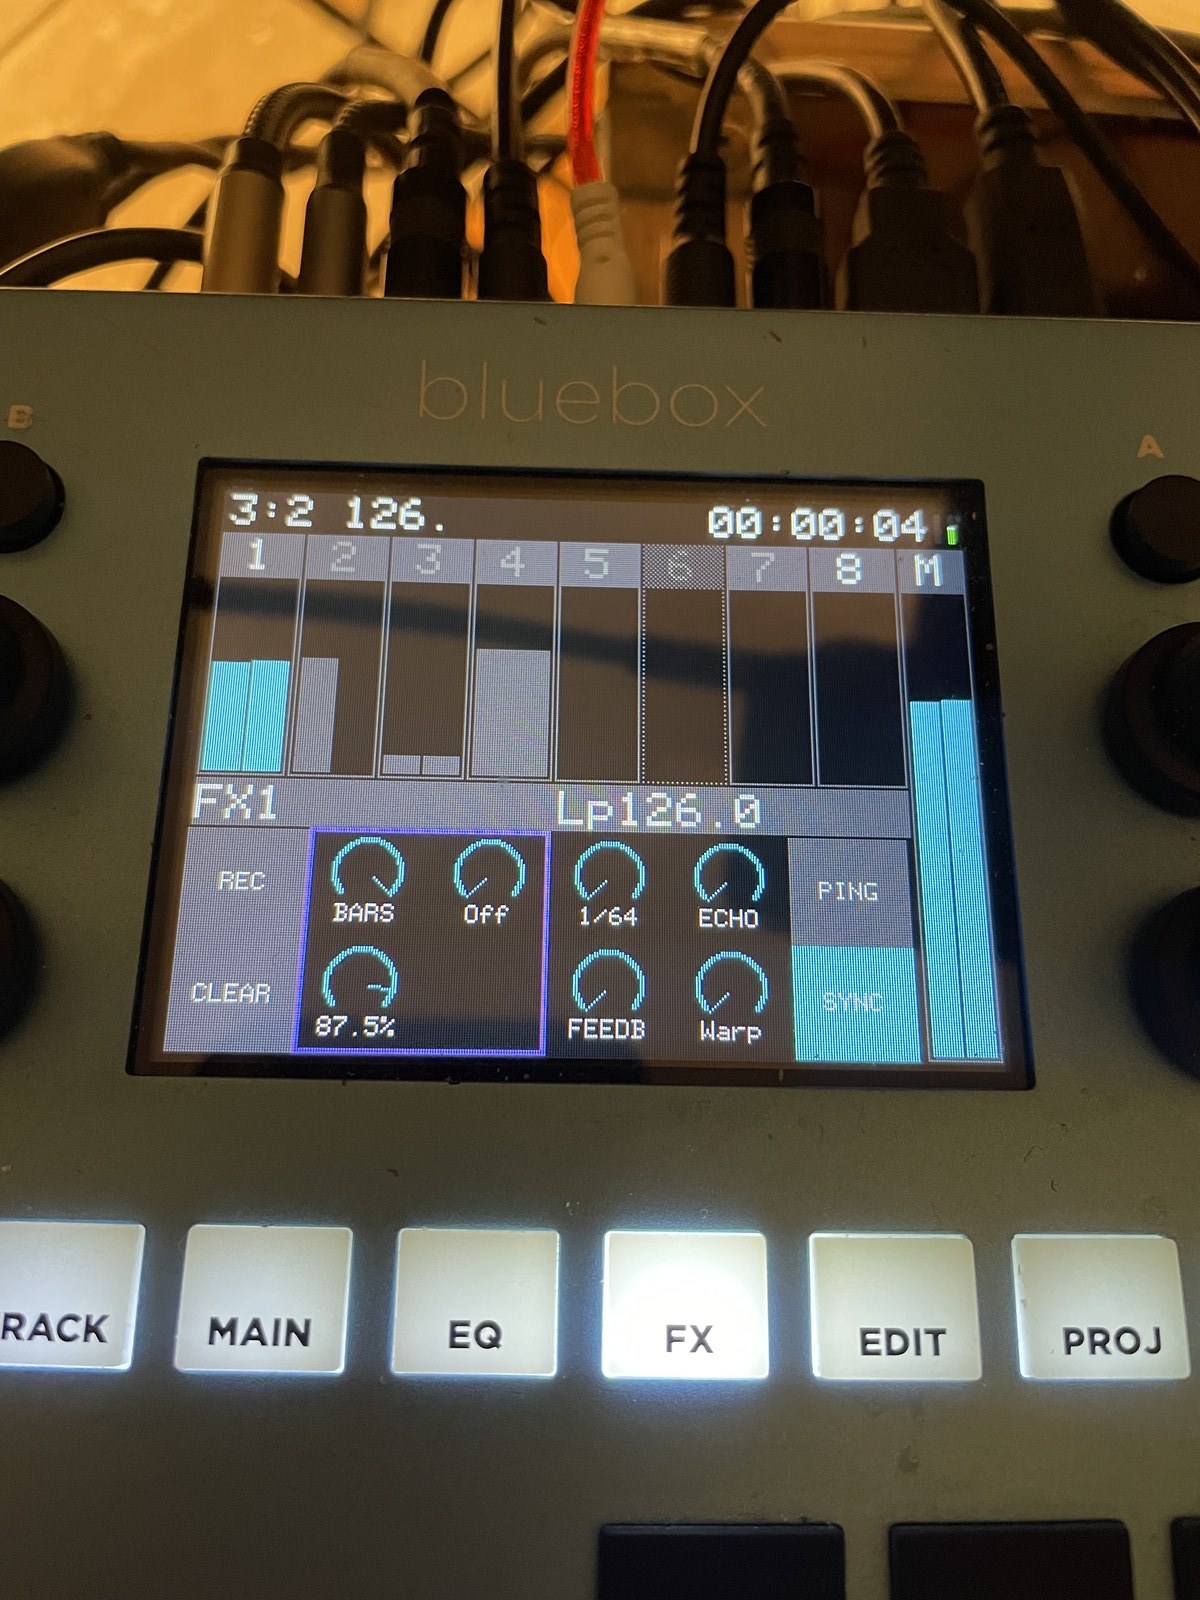 bluebox
B
A
3:2 126. 00:00:04
1 2 3 4 5 6 7 8 M
FX1 Lp126.0
REC BARS Off 1/64 ECHO PING
CLEAR 87.5% FEEDB Warp SYNC
RACK MAIN EQ FX EDIT PROJ